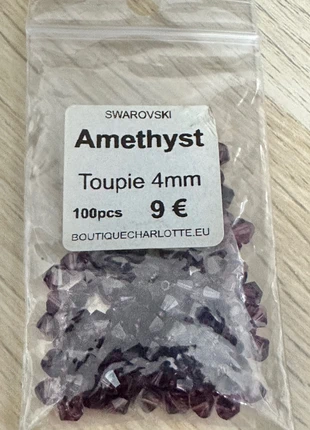 SWAROVSKI
Amethyst
Toupie 4mm
100pcs 9 €
BOUTIQUECHARLOTTE.EU